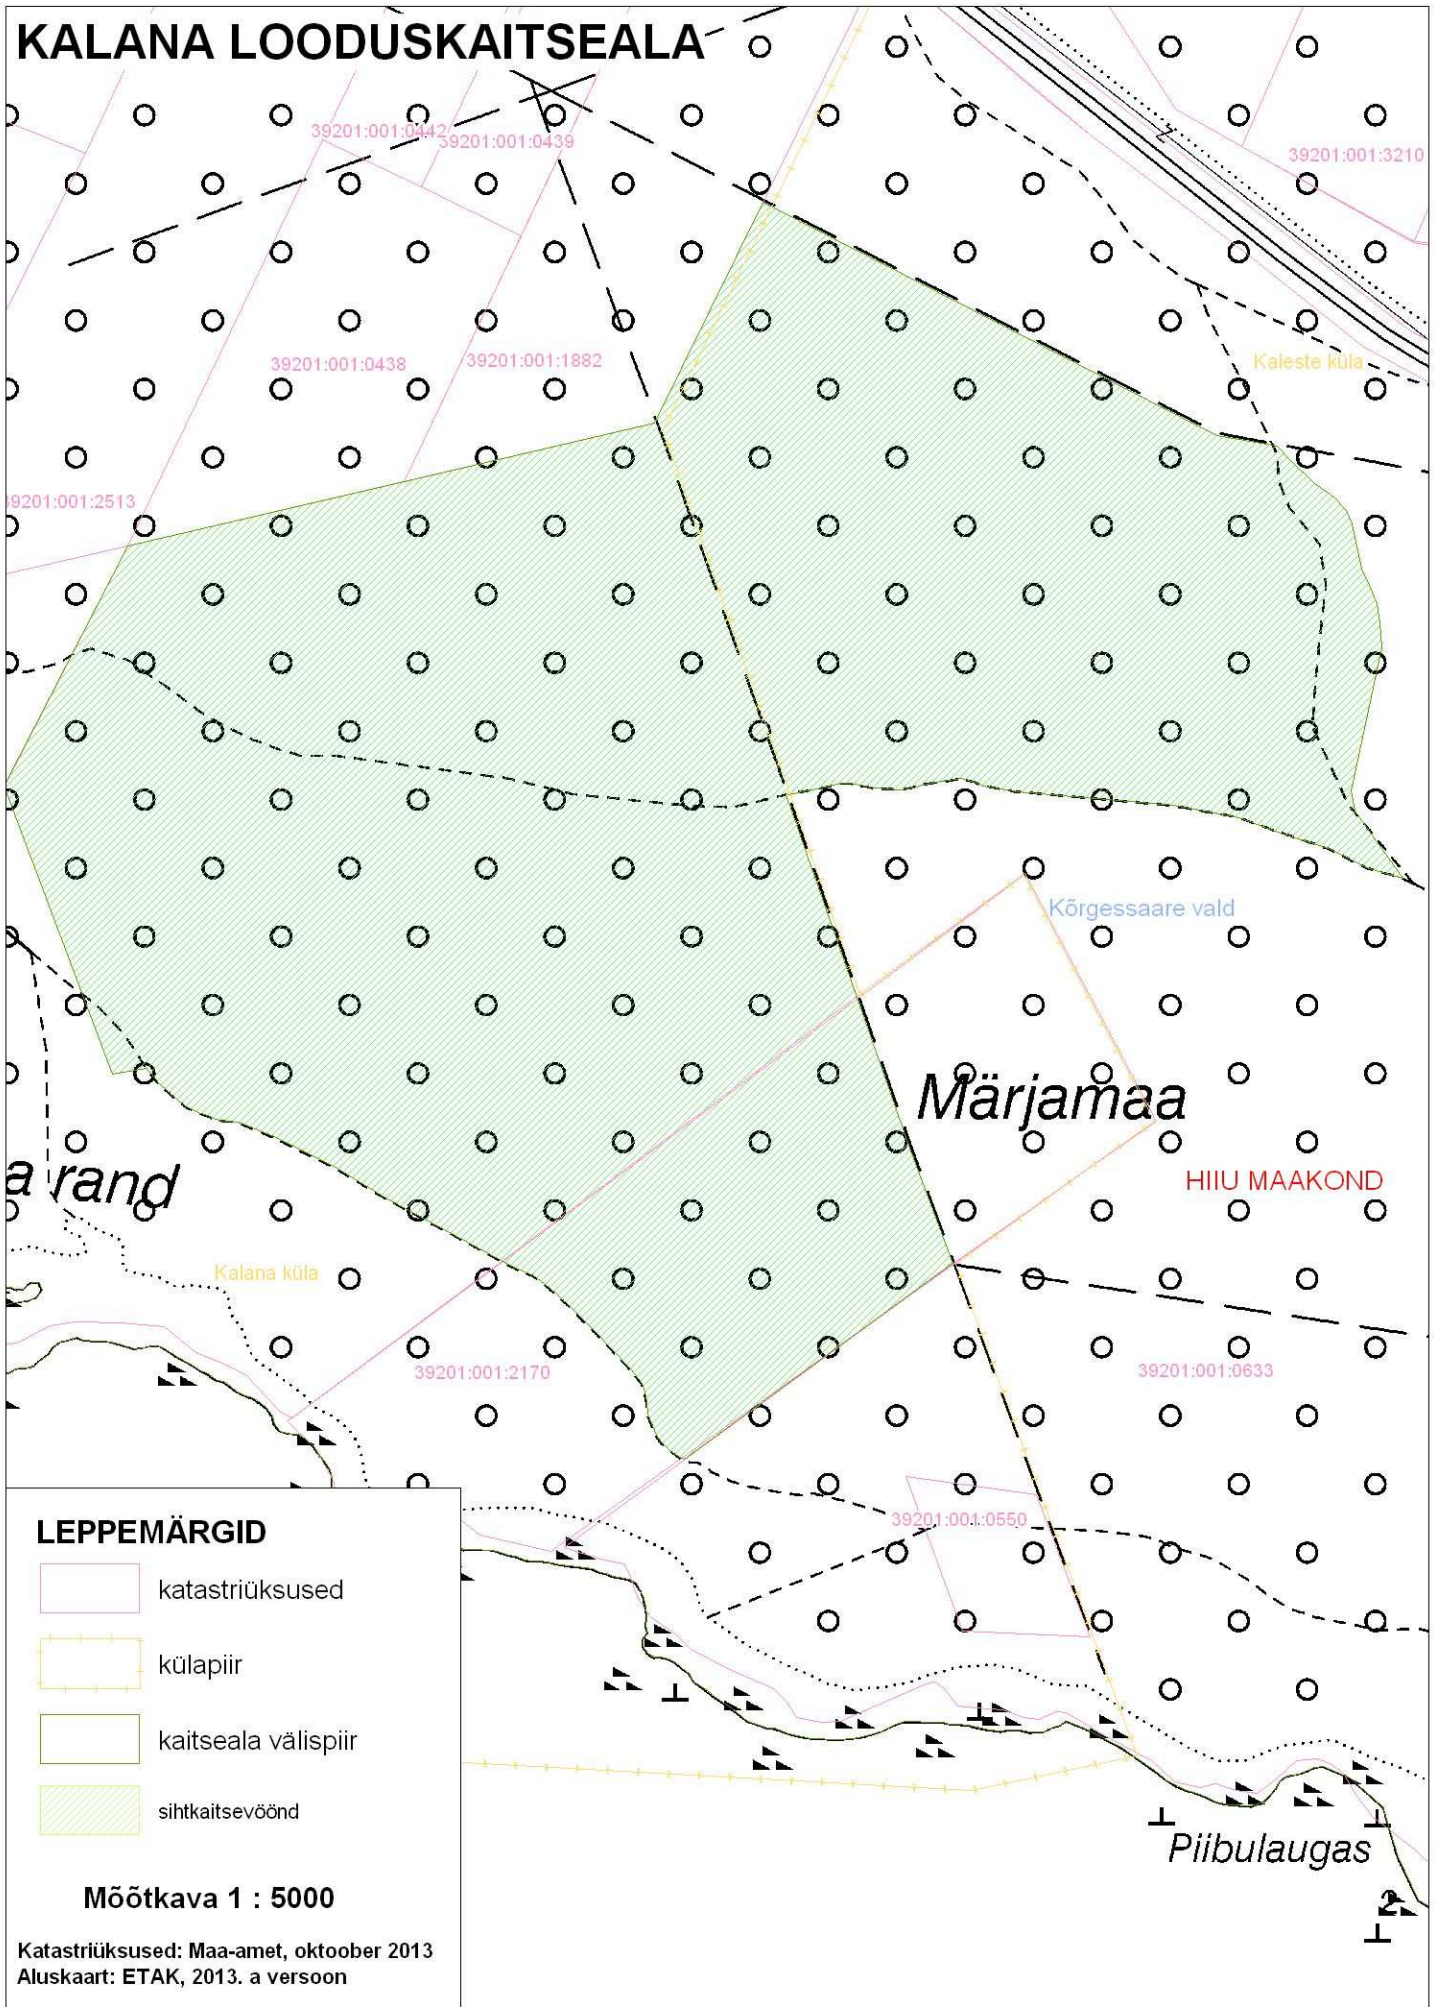 KALANA LOODUSKAITSEALA
39201:001:0442
39201:001:0439
39201:001:3210
39201:001:0438
39201:001:1882
Kaleste küla
39201:001:2513
Kõrgessaare vald
Märjamaa
a rand
HIIU MAAKOND
Kalana küla
39201:001:2170
39201:001:0633
39201:001:0550
LEPPEMÄRGID
katastriüksused
külapiir
kaitseala välispiir
sihtkaitsevöönd
Piibulaugas
2
Mõõtkava 1 : 5000
Katastriüksused: Maa-amet, oktoober 2013
Aluskaart: ETAK, 2013. a versoon